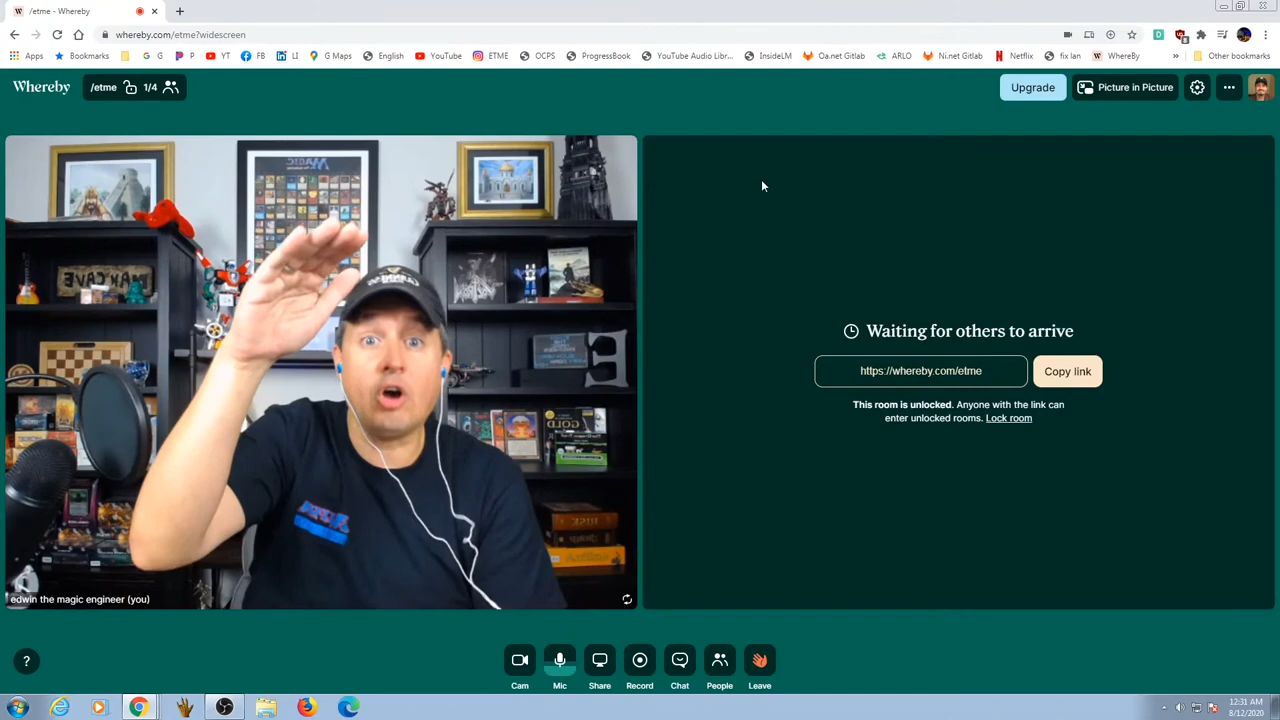 /etme - Whereby
whereby.com/etme?widescreen
Apps Bookmarks G P YT FB LI G Maps English YouTube ETME OCPS ProgressBook YouTube Audio Libr... InsideLM Oa.net Gitlab ARLO Ni.net Gitlab Netflix fix lan WhereBy » Other bookmarks
Whereby /etme 1/4 Upgrade Picture in Picture
MAGIC
MAN CAVE
Waiting for others to arrive
https://whereby.com/etme Copy link
This room is unlocked. Anyone with the link can
enter unlocked rooms. Lock room
GOLD
RISK
edwin the magic engineer (you)
? Cam Mic Share Record Chat People Leave
12:31 AM
8/12/2020